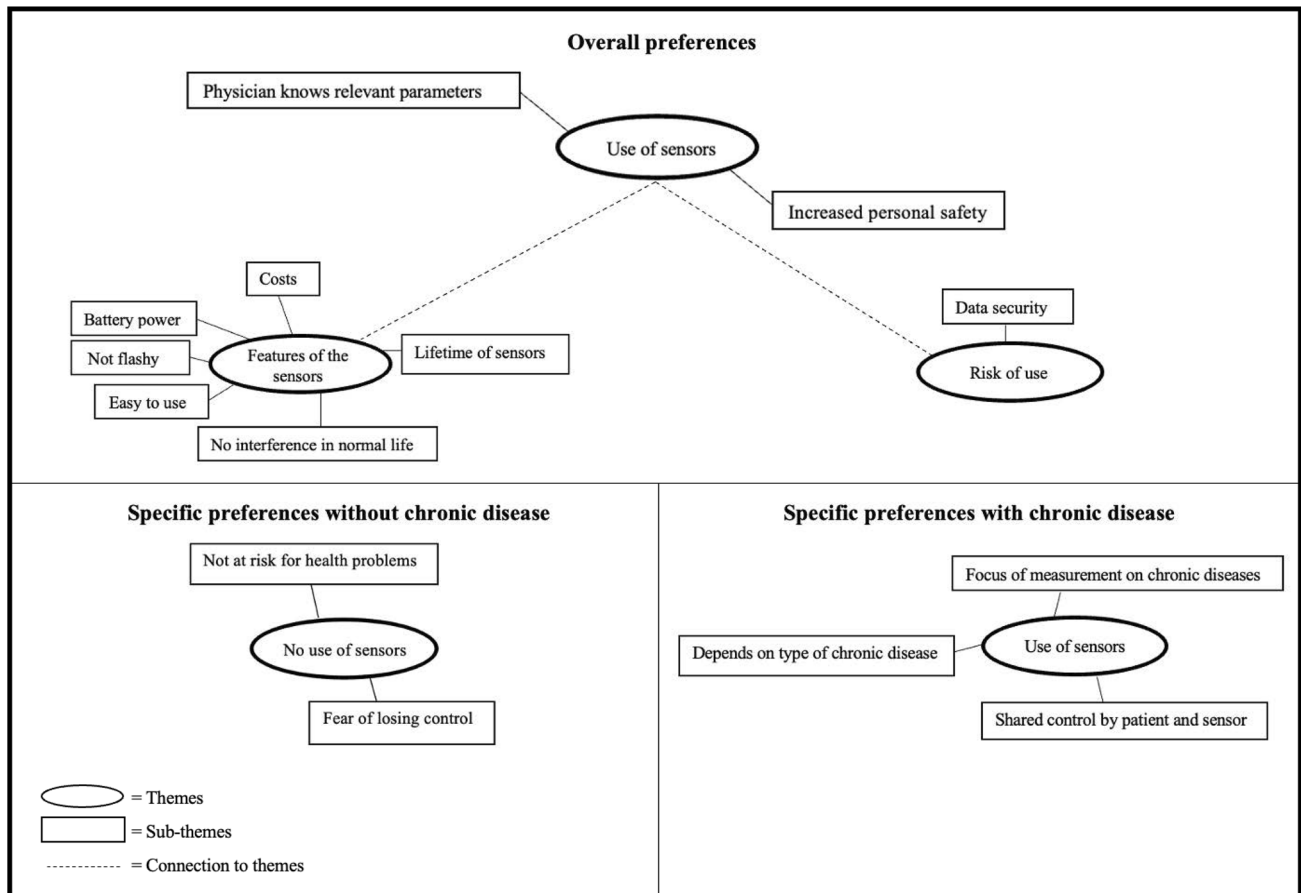 Overall preferences
Physician knows relevant parameters
Use of sensors
Increased personal safety
Costs
Battery power
Not flashy
Easy to use
Features of the
sensors
Lifetime of sensors
No interference in normal life
Data security
Risk of use
Specific preferences without chronic disease
Not at risk for health problems
No use of sensors
Fear of losing control
= Themes
= Sub-themes
= Connection to themes
Specific preferences with chronic disease
Focus of measurement on chronic diseases
Depends on type of chronic disease
Use of sensors
Shared control by patient and sensor